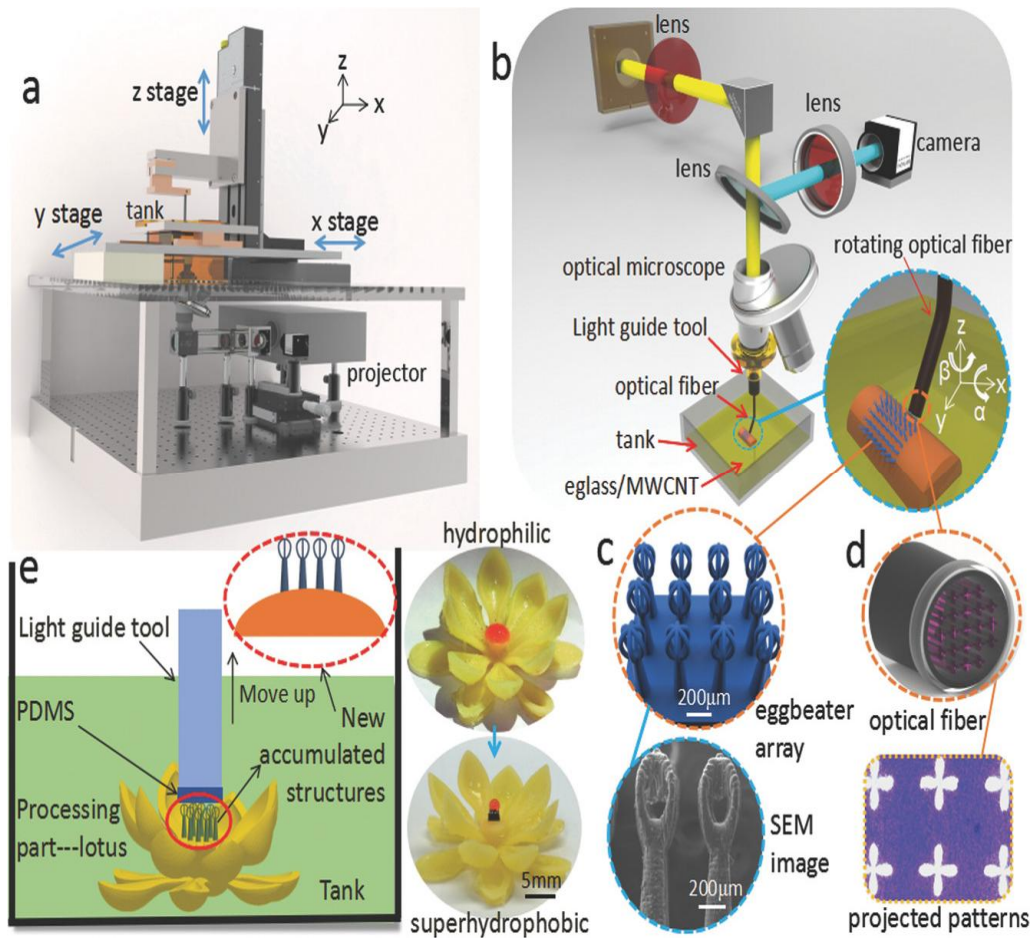 a
z stage
z
x
y
tank
y stage
x stage
projector
b
lens
lens
camera
lens
optical microscope
rotating optical fiber
Light guide tool
optical fiber
tank
eglass/MWCNT
z
β
x
y
α
c
200µm
eggbeater
array
SEM
image
200µm
d
optical fiber
projected patterns
e
Light guide tool
PDMS
Move up
New
accumulated
structures
Processing
part---lotus
Tank
hydrophilic
5mm
superhydrophobic